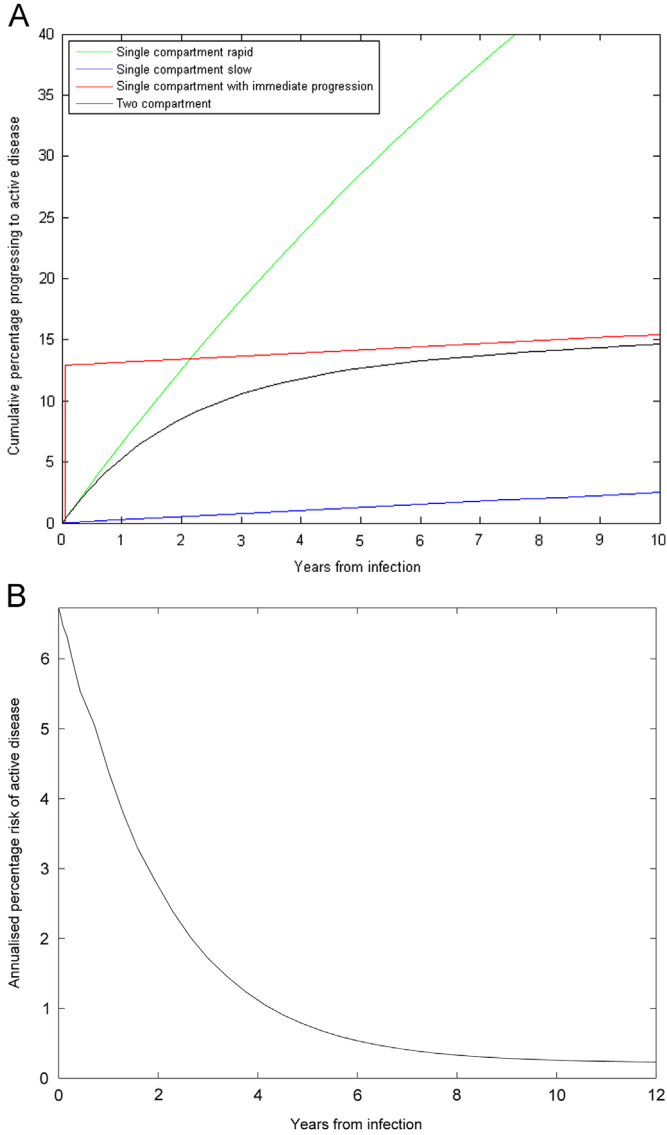 A
Cumulative percentage progressing to active disease
40
35
30
25
20
15
10
5
0
Single compartment rapid
Single compartment slow
Single compartment with immediate progression
Two compartment
0 1 2 3 4 5 6 7 8 9 10
Years from infection
B
Annualised percentage risk of active disease
6
5
4
3
2
1
0
0 2 4 6 8 10 12
Years from infection